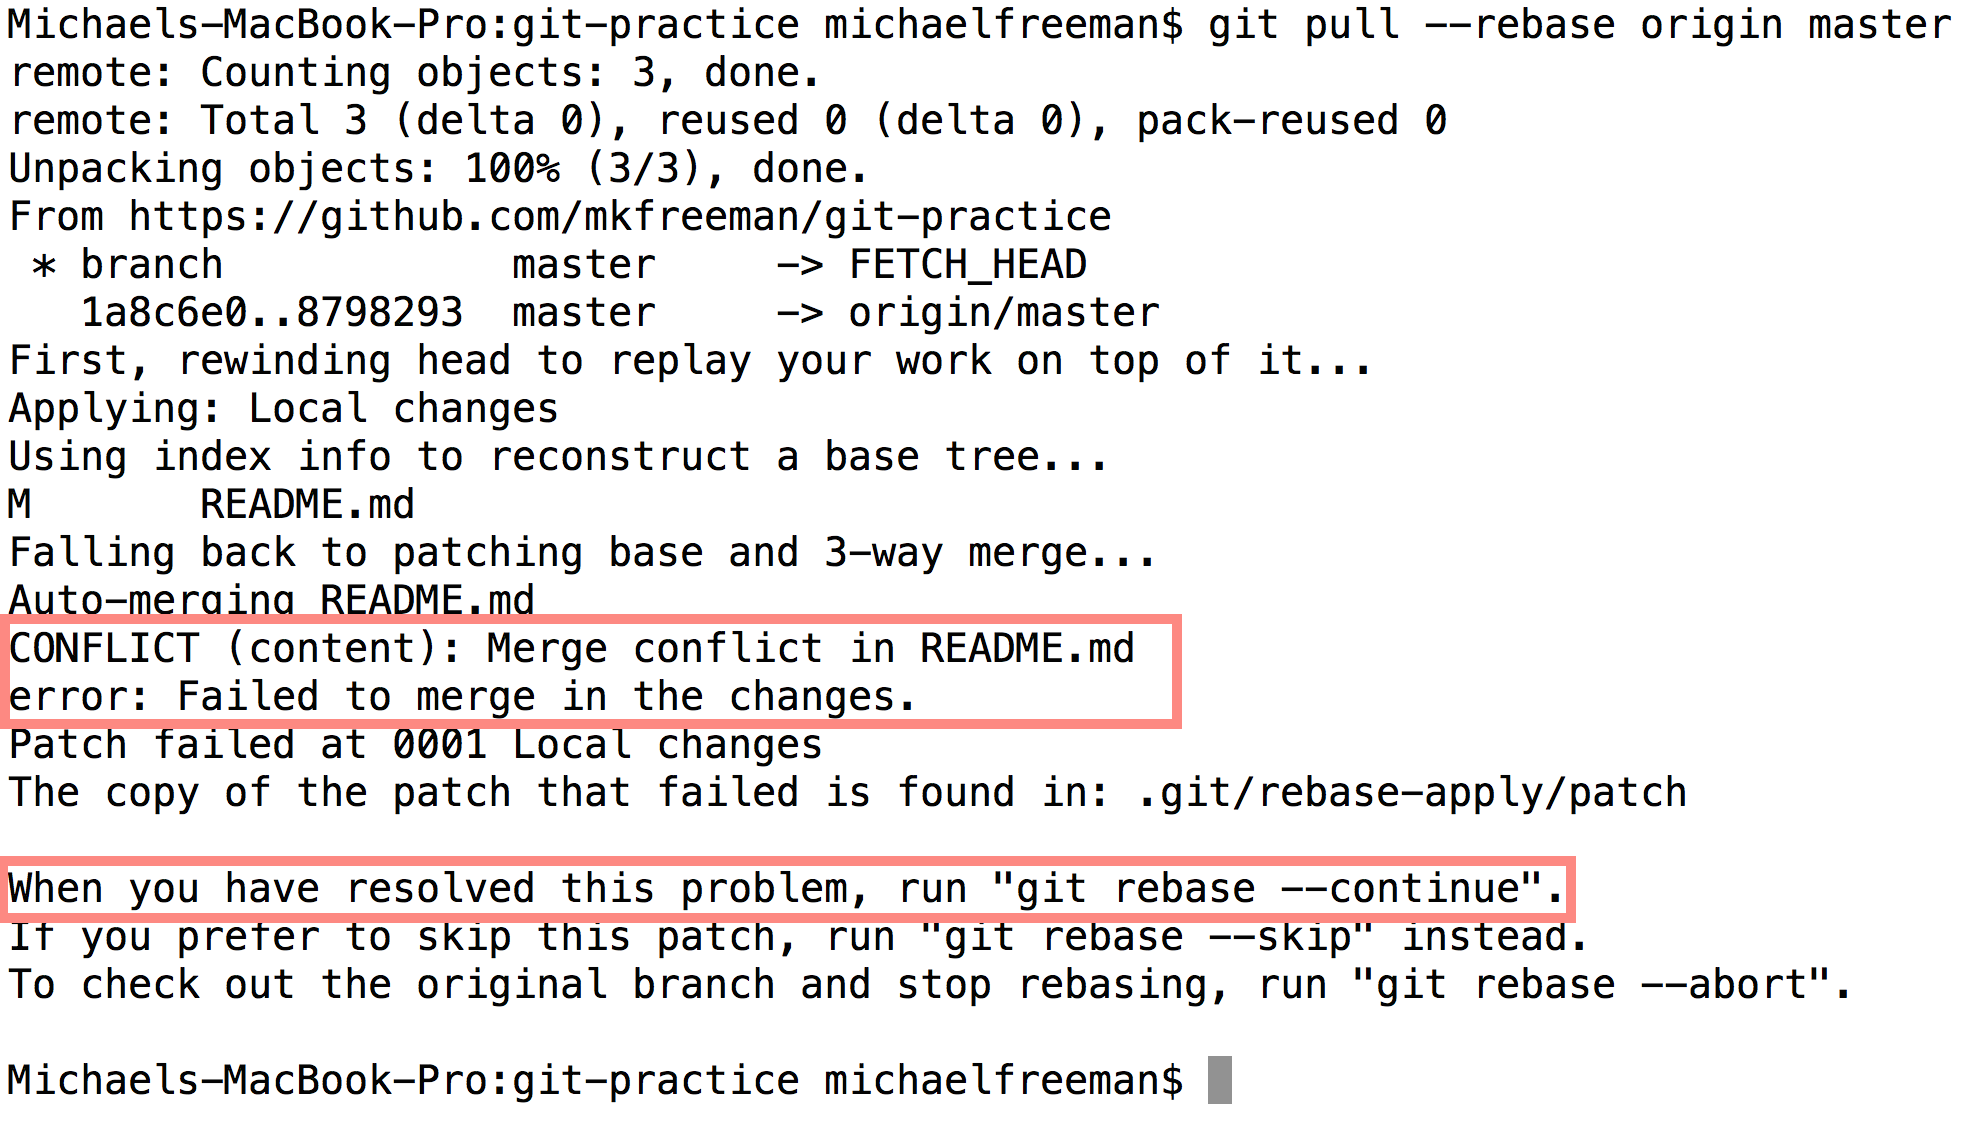 Michaels-MacBook-Pro:git-practice michaelfreeman$ git pull --rebase origin master
remote: Counting objects: 3, done.
remote: Total 3 (delta 0), reused 0 (delta 0), pack-reused 0
Unpacking objects: 100% (3/3), done.
From https://github.com/mkfreeman/git-practice
 * branch            master     -> FETCH_HEAD
   1a8c6e0..8798293  master     -> origin/master
First, rewinding head to replay your work on top of it...
Applying: Local changes
Using index info to reconstruct a base tree...
M       README.md
Falling back to patching base and 3-way merge...
Auto-merging README.md
CONFLICT (content): Merge conflict in README.md
error: Failed to merge in the changes.
Patch failed at 0001 Local changes
The copy of the patch that failed is found in: .git/rebase-apply/patch

When you have resolved this problem, run "git rebase --continue".
If you prefer to skip this patch, run "git rebase --skip" instead.
To check out the original branch and stop rebasing, run "git rebase --abort".

Michaels-MacBook-Pro:git-practice michaelfreeman$